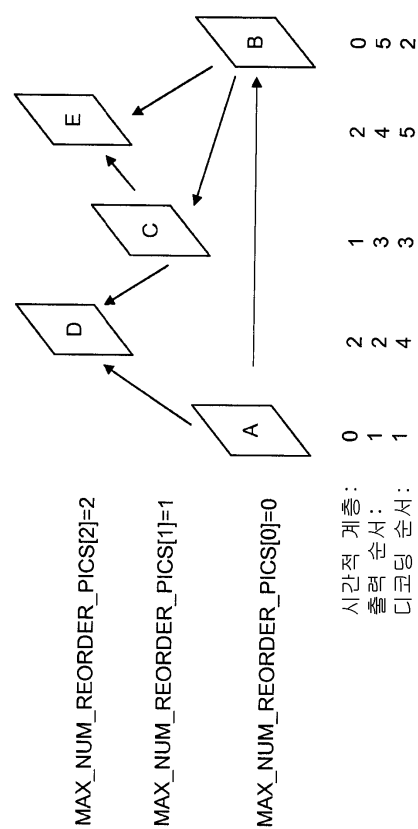 MAX_NUM_REORDER_PICS[2]=2
D
E
MAX_NUM_REORDER_PICS[1]=1
C
MAX_NUM_REORDER_PICS[0]=0
A
B
시간적 계층: 0 2 1 2 0
출력 순서: 1 2 3 4 5
디코딩 순서: 1 4 3 5 2